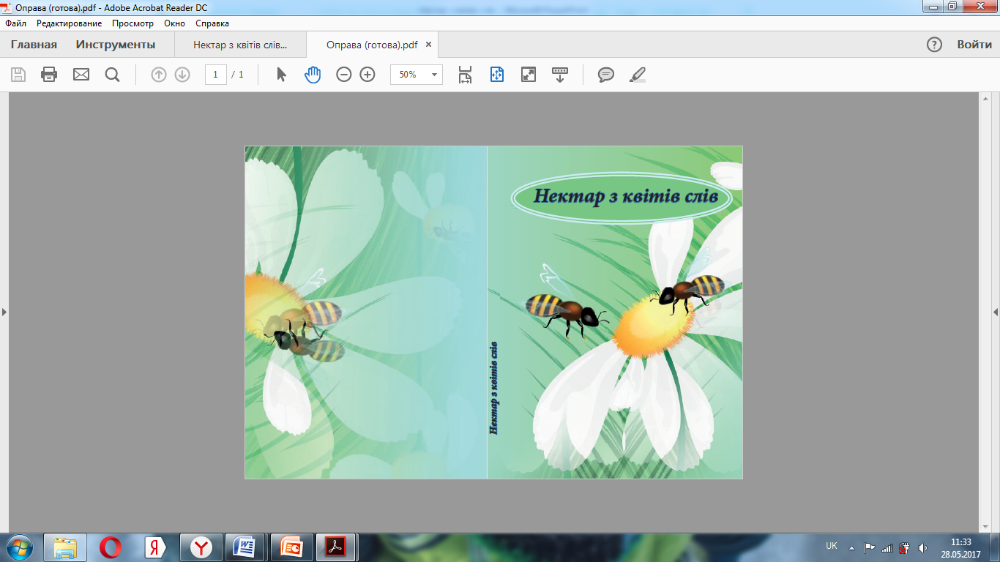 Оправа (готова).pdf - Adobe Acrobat Reader DC
Файл Редактирование Просмотр Окно Справка
Главная Инструменты Нектар з квітів слів... Оправа (готова).pdf × Войти
1 / 1 50%
Нектар з квітів слів
Нектар з квітів слів
UK 11:33
28.05.2017